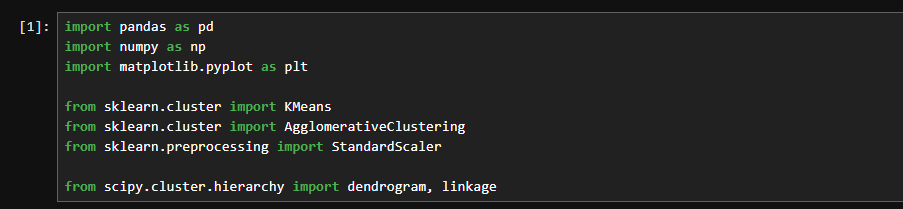 [1]: import pandas as pd
import numpy as np
import matplotlib.pyplot as plt
from sklearn.cluster import KMeans
from sklearn.cluster import AgglomerativeClustering
from sklearn.preprocessing import StandardScaler
from scipy.cluster.hierarchy import dendrogram, linkage